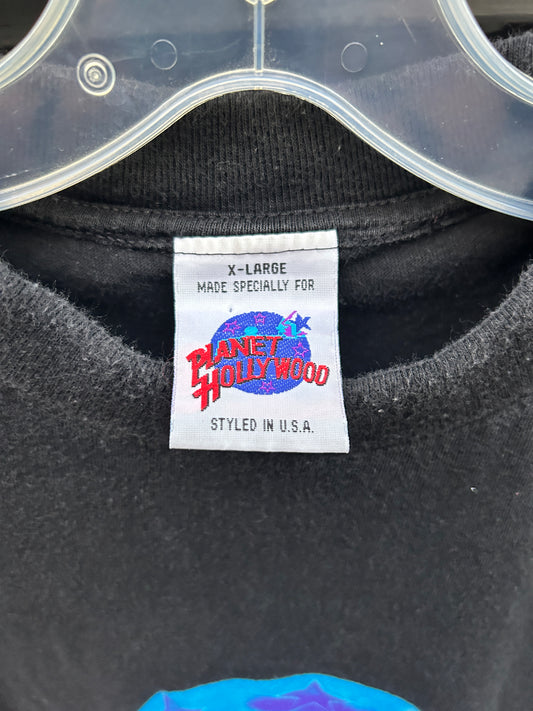 X-LARGE
MADE SPECIALLY FOR
PLANET
HOLLYWOOD
STYLED IN U.S.A.